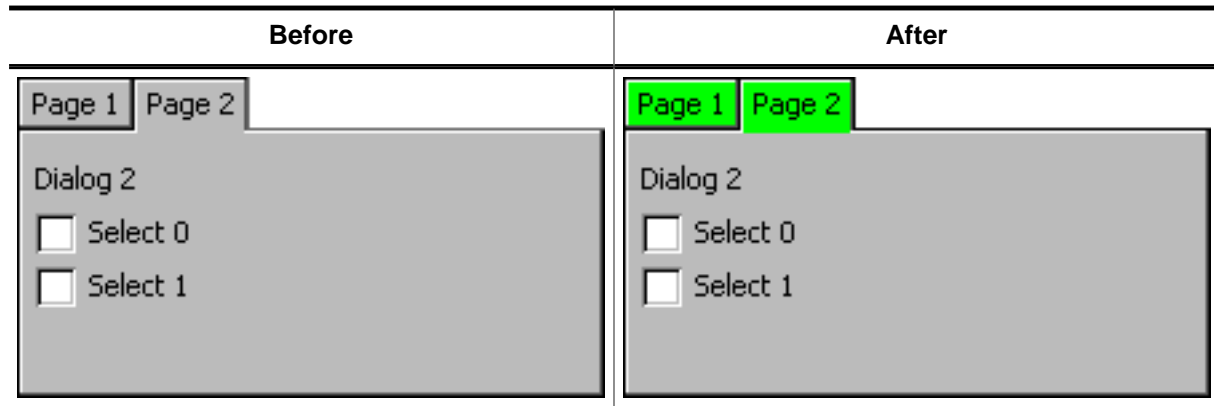 Before After
Page 1 Page 2 Page 1 Page 2
Dialog 2 Dialog 2
Select 0 Select 0
Select 1 Select 1